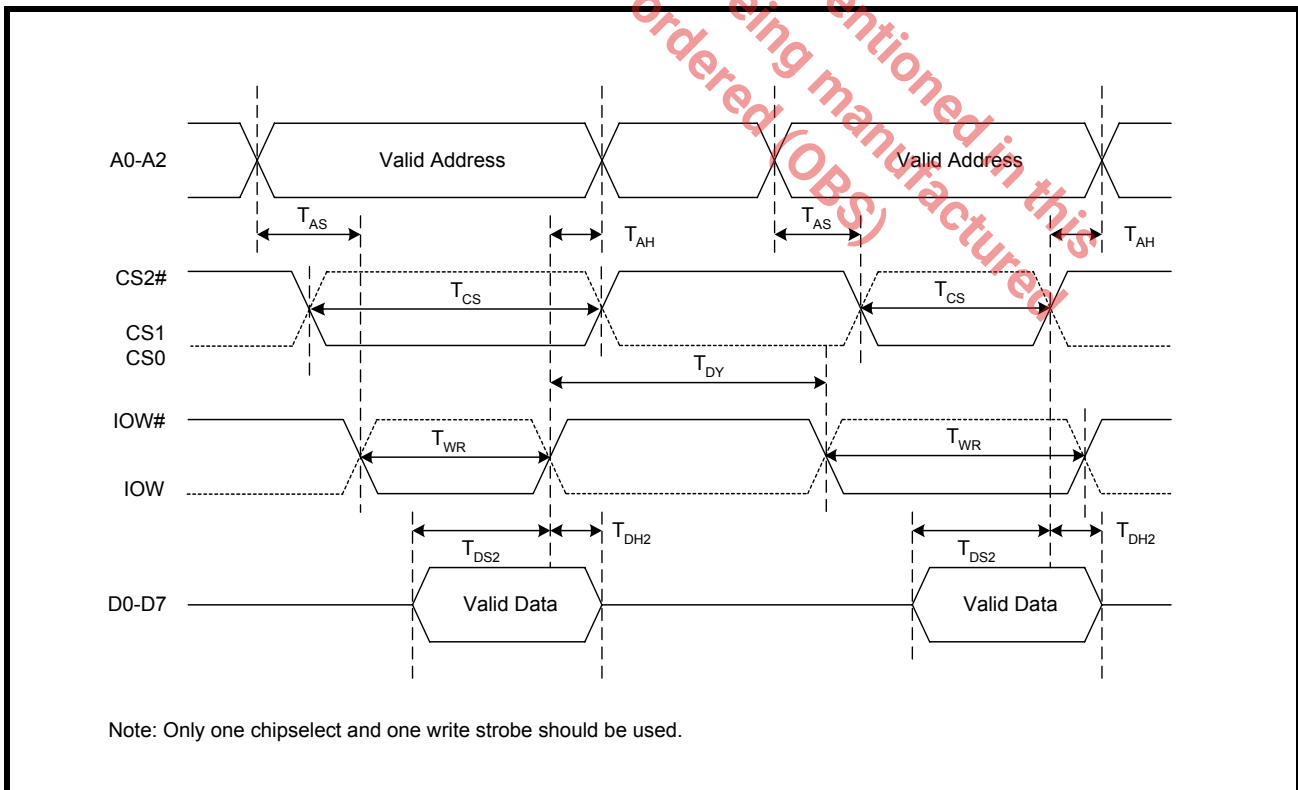 mentioned in this
being manufactured
ordered (OBS)
A0-A2
Valid Address
Valid Address
TAS
TAH
TAS
TAH
CS2#
TCS
TCS
CS1
CS0
TDY
IOW#
TWR
TWR
IOW
TDS2
TDH2
TDS2
TDH2
D0-D7
Valid Data
Valid Data
Note: Only one chipselect and one write strobe should be used.